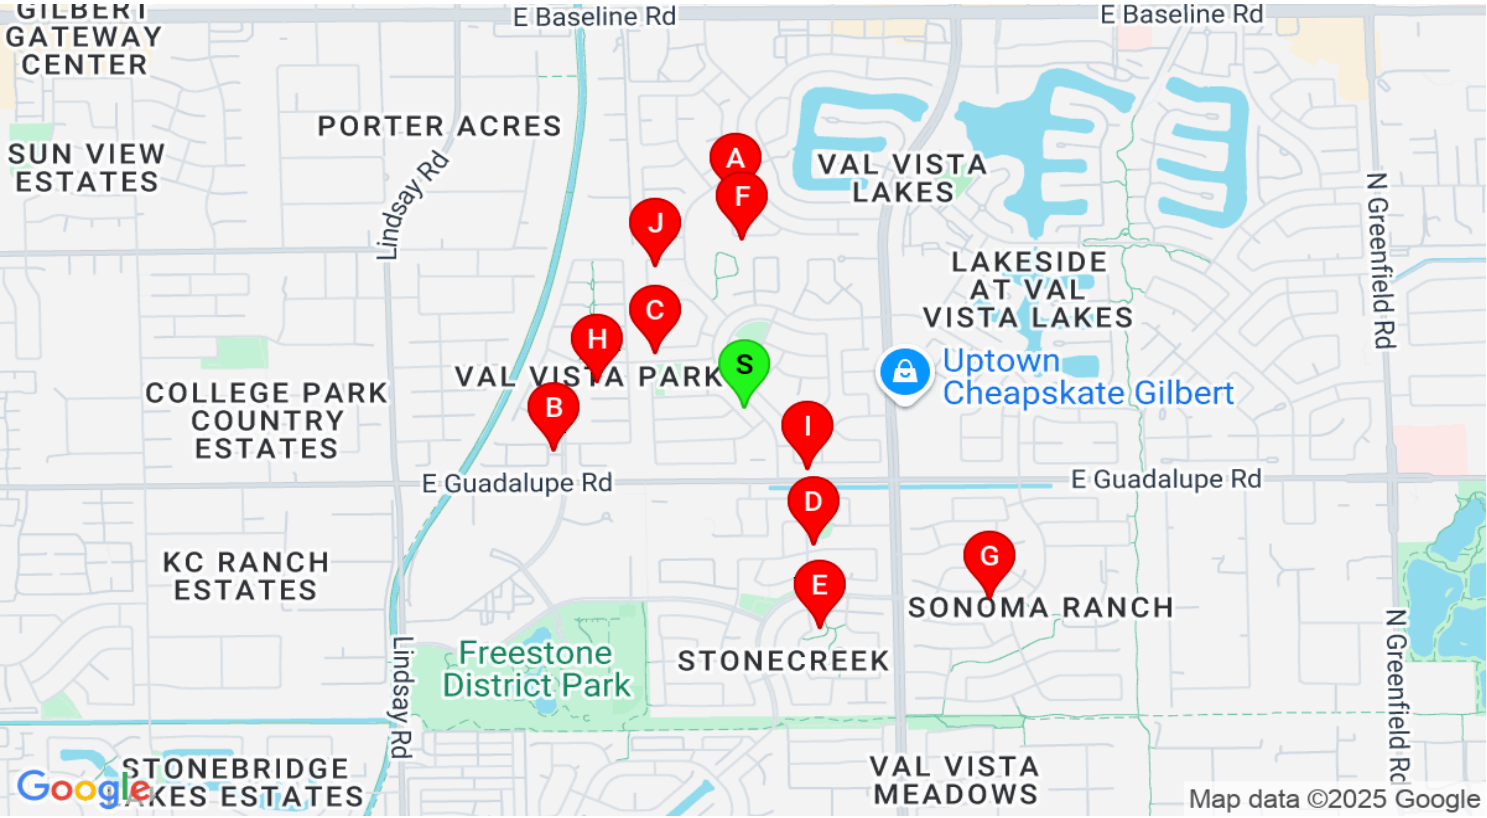 GILBERT
GATEWAY
CENTER
E Baseline Rd
E Baseline Rd
PORTER ACRES
SUN VIEW
ESTATES
Lindsay Rd
A
F
J
VAL VISTA
LAKES
N Greenfield Rd
LAKESIDE
AT VAL
VISTA LAKES
C
H
VAL VISTA PARK
S
Uptown
Cheapskate Gilbert
COLLEGE PARK
COUNTRY
ESTATES
B
I
E Guadalupe Rd
E Guadalupe Rd
D
G
KC RANCH
ESTATES
E
SONOMA RANCH
Freestone
District Park
STONECREEK
Lindsay Rd
N Greenfield Rd
STONEBRIDGE
LAKES ESTATES
Google
VAL VISTA
MEADOWS
Map data ©2025 Google